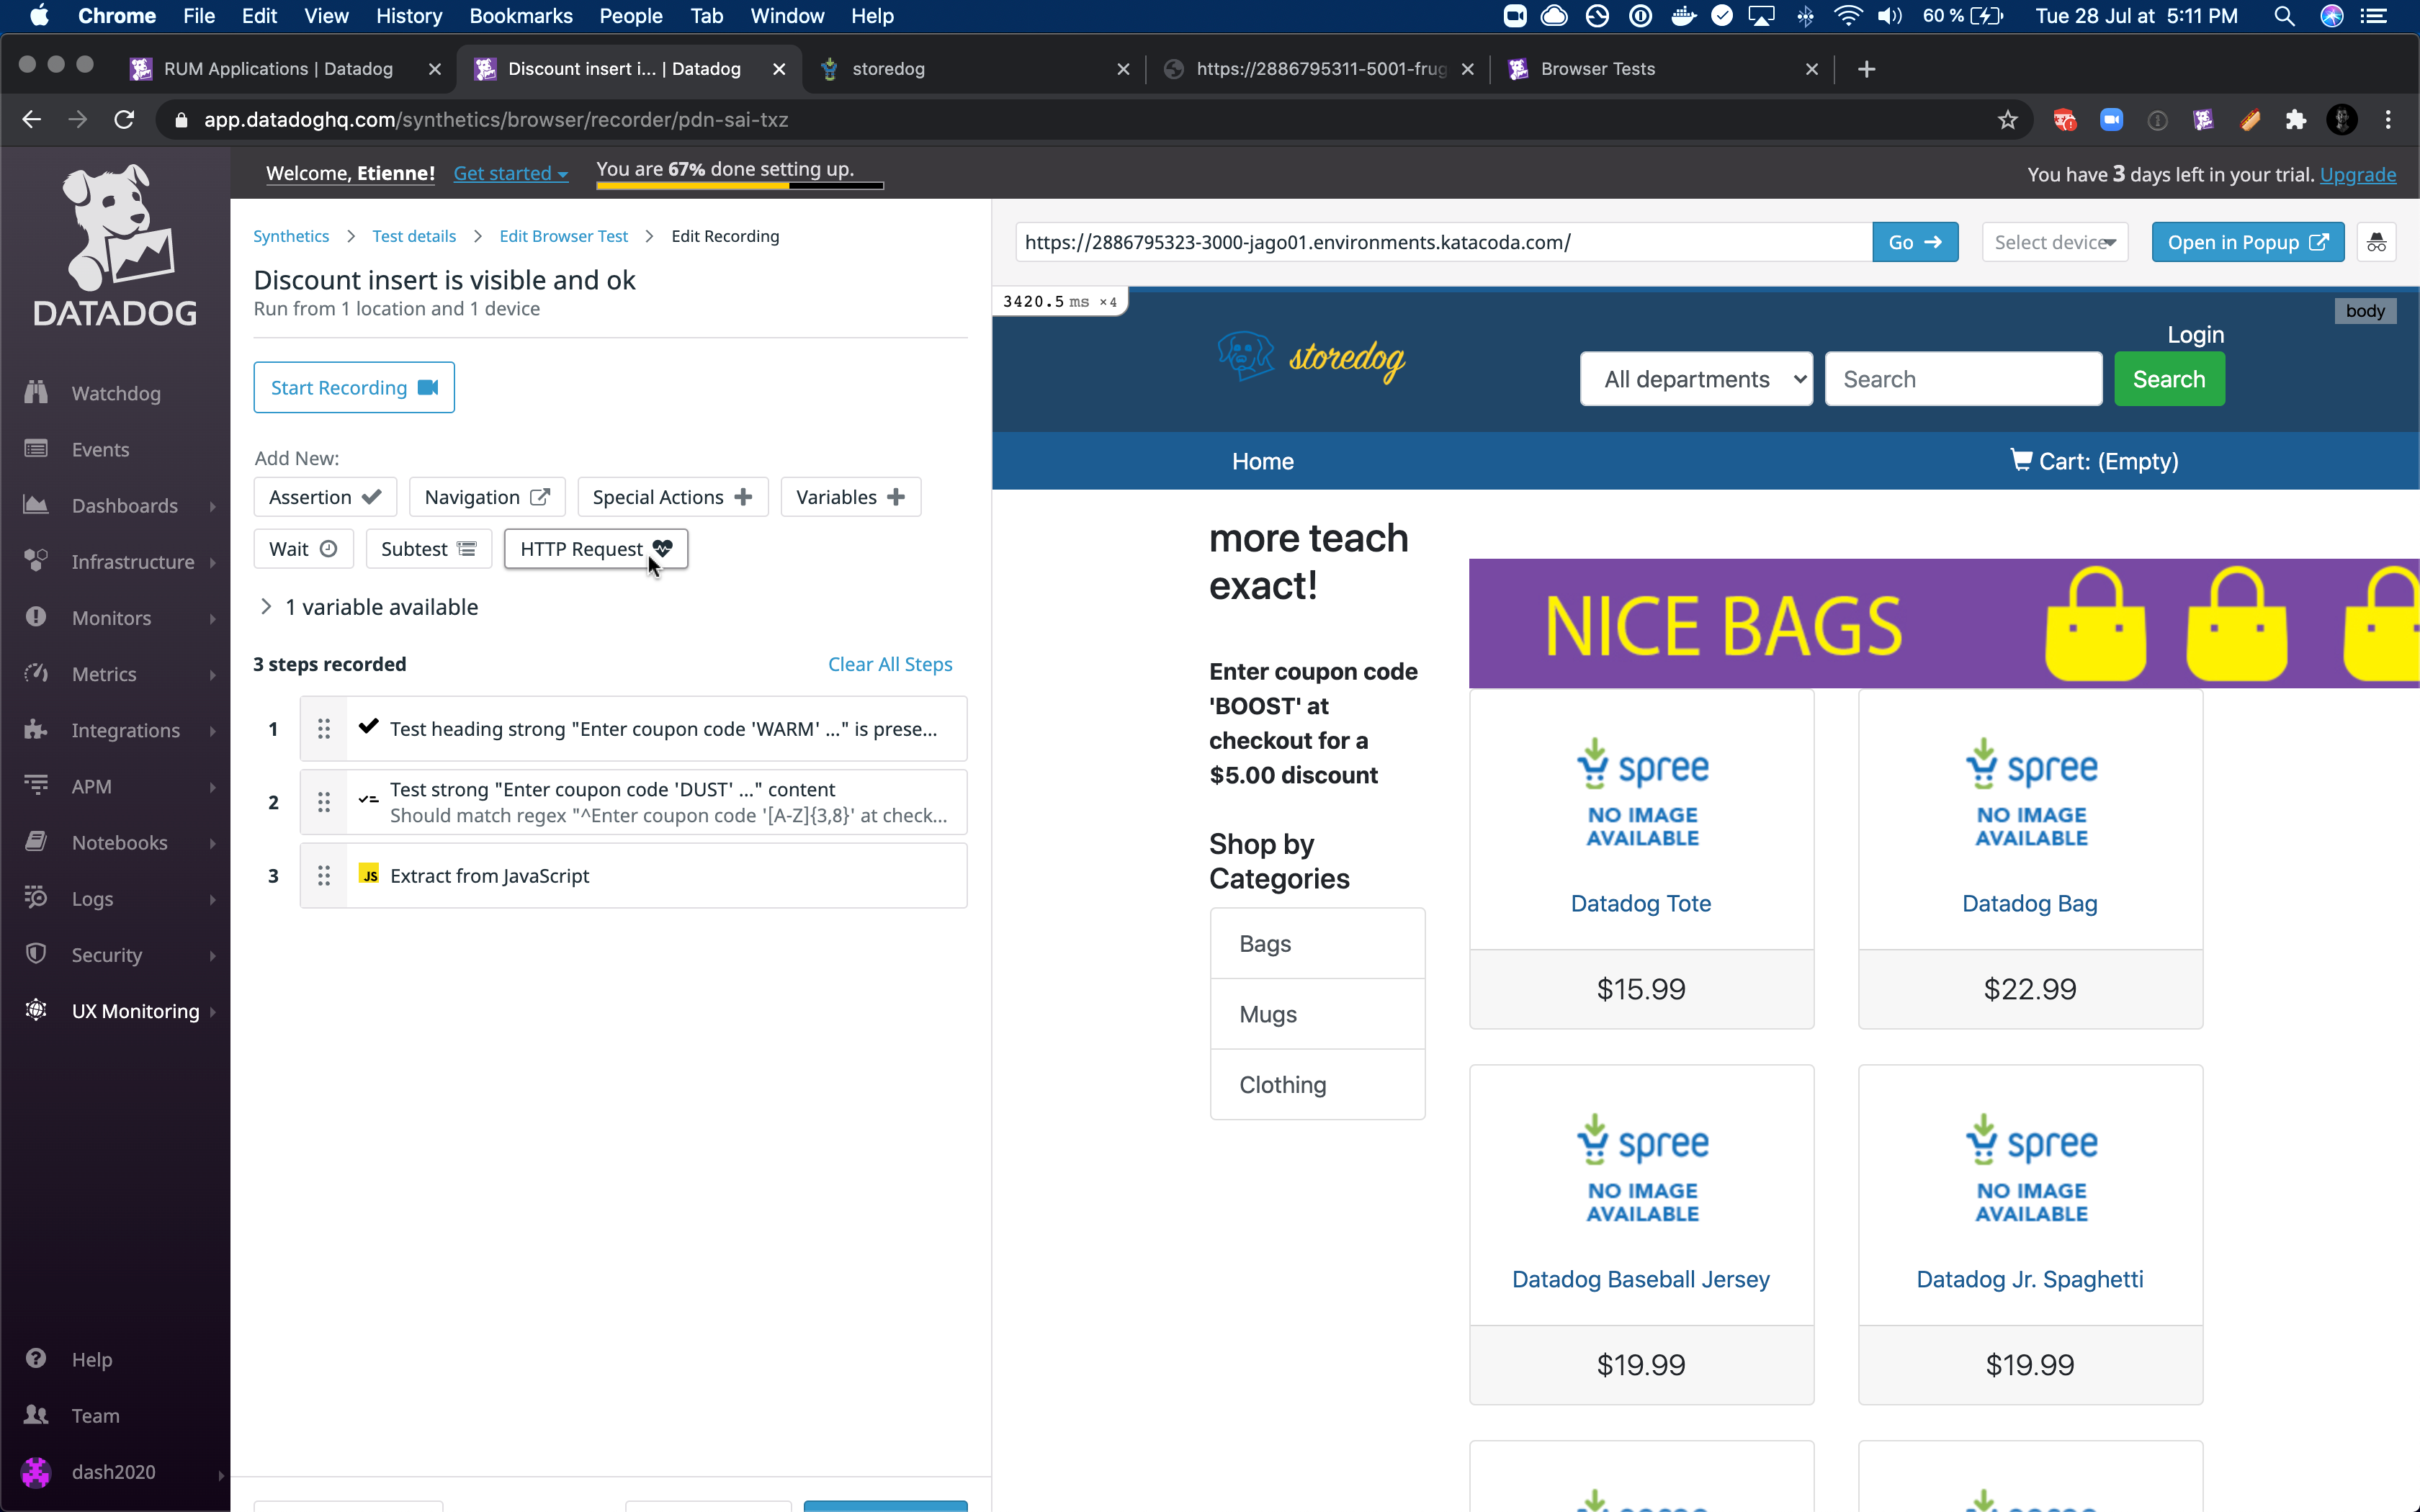 Chrome File Edit View History Bookmarks People Tab Window Help
60 % Tue 28 Jul at 5:11 PM
RUM Applications | Datadog
Discount insert i... | Datadog
storedog
https://2886795311-5001-frug
Browser Tests
app.datadoghq.com/synthetics/browser/recorder/pdn-sai-txz
DATADOG
Watchdog
Events
Dashboards
Infrastructure
Monitors
Metrics
Integrations
APM
Notebooks
Logs
Security
UX Monitoring
Help
Team
dash2020
Welcome, Etienne! Get started
You are 67% done setting up.
You have 3 days left in your trial. Upgrade
Synthetics > Test details > Edit Browser Test > Edit Recording
Discount insert is visible and ok
Run from 1 location and 1 device
Start Recording
Add New:
Assertion Navigation Special Actions Variables
Wait Subtest HTTP Request
1 variable available
3 steps recorded Clear All Steps
1 Test heading strong "Enter coupon code 'WARM' ..." is prese...
2 Test strong "Enter coupon code 'DUST' ..." content
Should match regex "^Enter coupon code '[A-Z]{3,8}' at check...
3 JS Extract from JavaScript
https://2886795323-3000-jago01.environments.katacoda.com/
Go
Select device
Open in Popup
3420.5 ms ×4
body
storedog
Login
All departments Search Search
Home Cart: (Empty)
more teach
exact!
Enter coupon code
'BOOST' at
checkout for a
$5.00 discount
Shop by
Categories
Bags
Mugs
Clothing
NICE BAGS
spree
NO IMAGE
AVAILABLE
Datadog Tote
$15.99
spree
NO IMAGE
AVAILABLE
Datadog Bag
$22.99
spree
NO IMAGE
AVAILABLE
Datadog Baseball Jersey
$19.99
spree
NO IMAGE
AVAILABLE
Datadog Jr. Spaghetti
$19.99